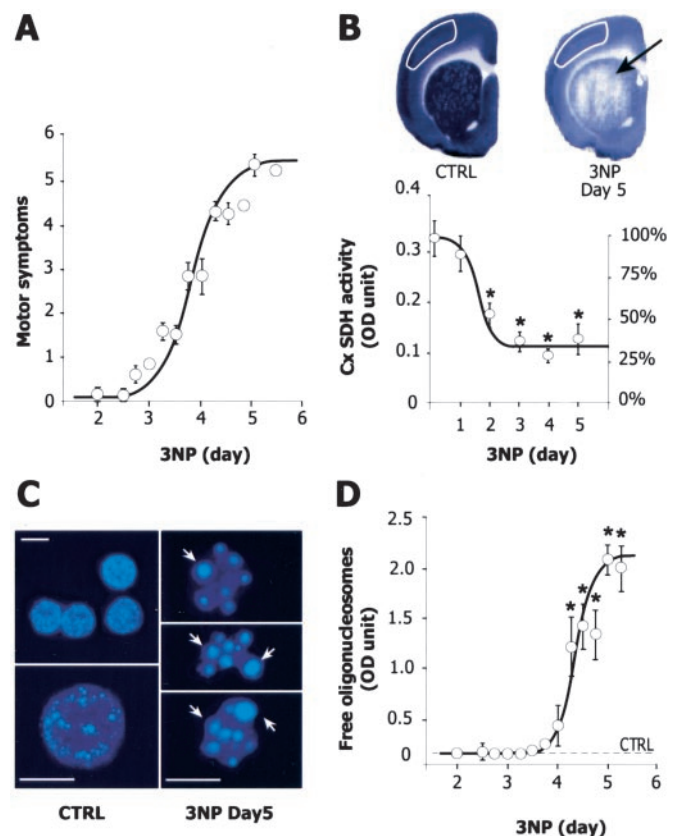 A
Motor symptoms
6
5
4
3
2
1
0
2 3 4 5 6
3NP (day)
B
CTRL
3NP
Day 5
Cx SDH activity
(OD unit)
0.4
0.3
0.2
0.1
0
100%
75%
50%
25%
0%
* * * *
1 2 3 4 5
3NP (day)
C
CTRL
3NP Day5
D
Free oligonucleosomes
(OD unit)
2.5
2.0
1.5
0.5
0
* * * * *
CTRL
2 3 4 5 6
3NP (day)